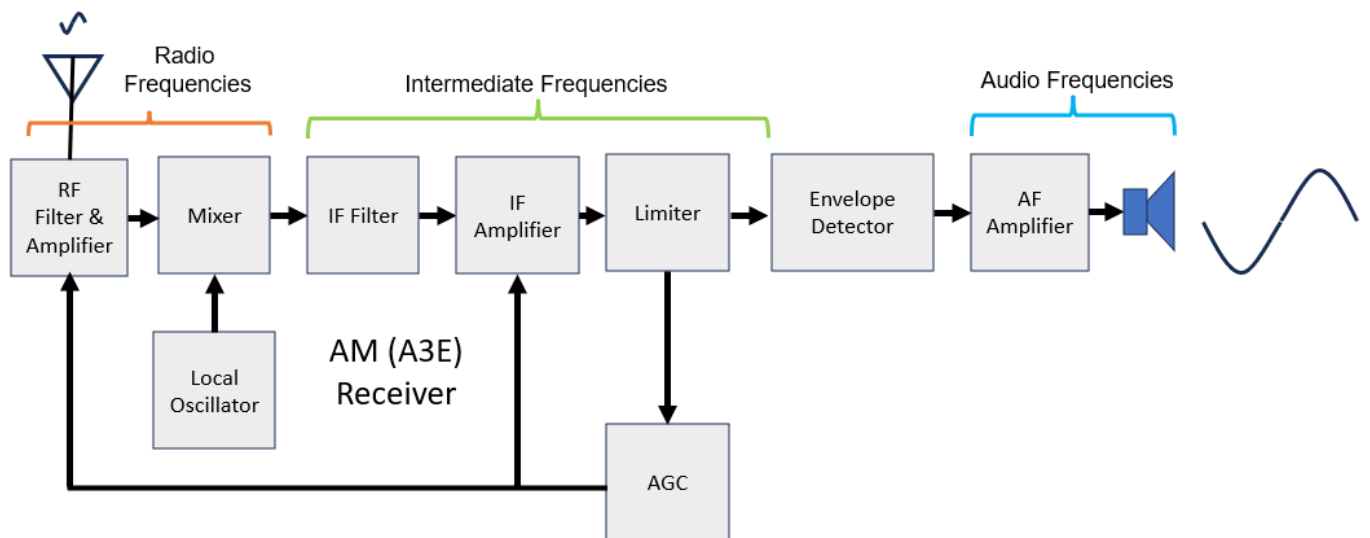 Radio
Frequencies
Intermediate Frequencies
Audio Frequencies
RF
Filter &
Amplifier
Mixer
IF Filter
IF
Amplifier
Limiter
Envelope
Detector
AF
Amplifier
Local
Oscillator
AM (A3E)
Receiver
AGC